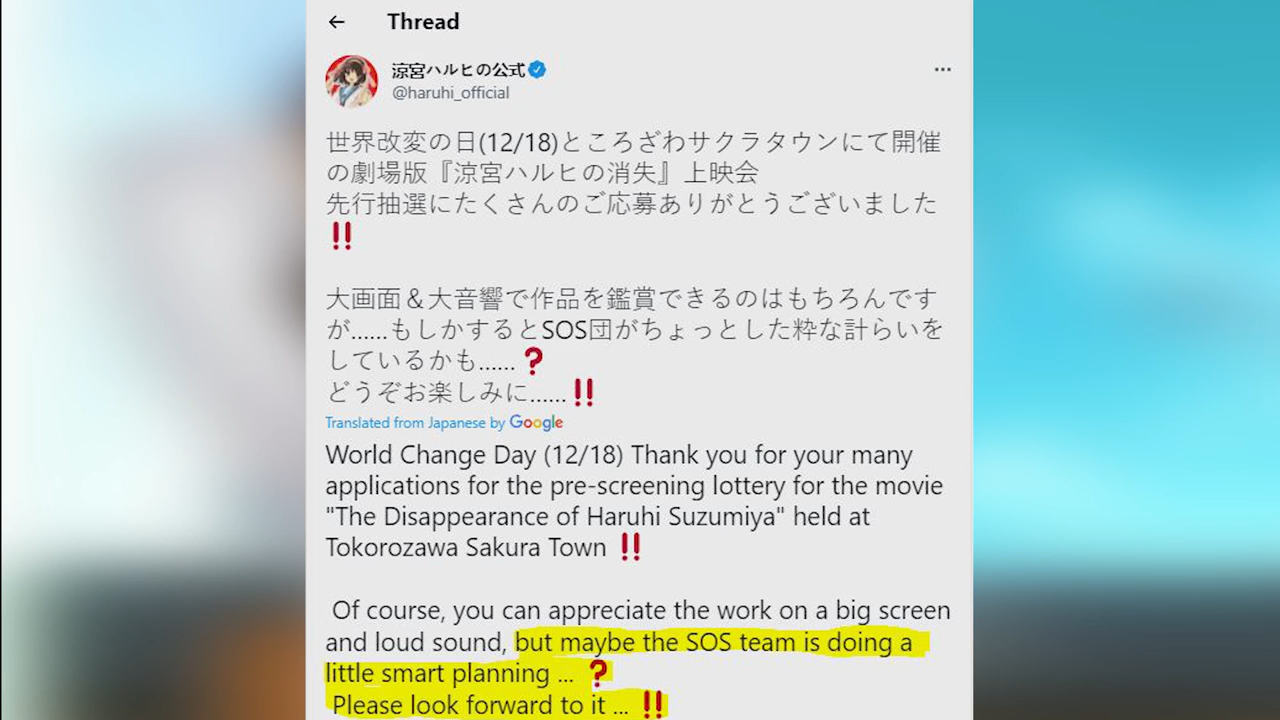 Thread
涼宮ハルヒの公式
@haruhi_official
世界改変の日(12/18)ところざわサクラタウンにて開催
の劇場版『涼宮ハルヒの消失』上映会
先行抽選にたくさんのご応募ありがとうございました
‼
大画面＆大音響で作品を鑑賞できるのはもちろんです
が......もしかするとSOS団がちょっとした粋な計らいを
しているかも......❓
どうぞお楽しみに......‼
Translated from Japanese by Google
World Change Day (12/18) Thank you for your many
applications for the pre-screening lottery for the movie
"The Disappearance of Haruhi Suzumiya" held at
Tokorozawa Sakura Town ‼
Of course, you can appreciate the work on a big screen
and loud sound, but maybe the SOS team is doing a
little smart planning ... ❓
Please look forward to it ... ‼